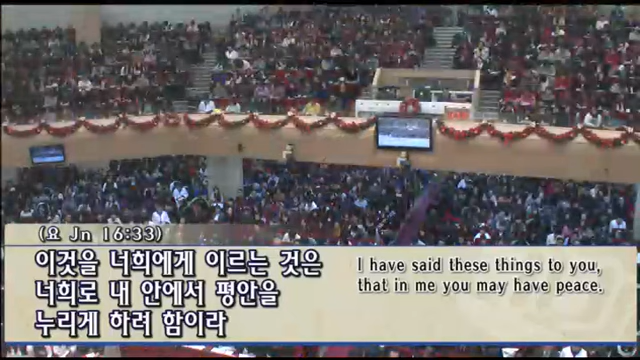 (요 Jn 16:33)
이것을 너희에게 이르는 것은
너희로 내 안에서 평안을
누리게 하려 함이라
I have said these things to you,
that in me you may have peace.